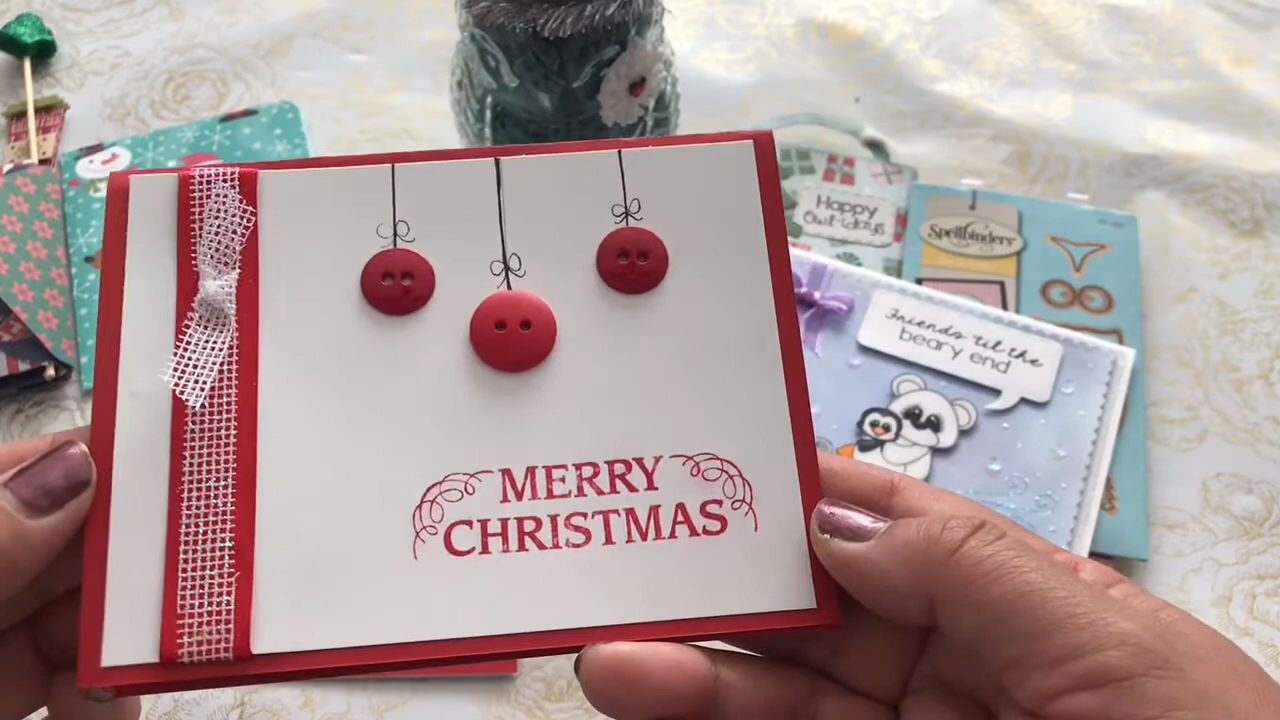 Happy
Owl-idays
Spellbinders
Friends 'til the
beary end
MERRY
CHRISTMAS